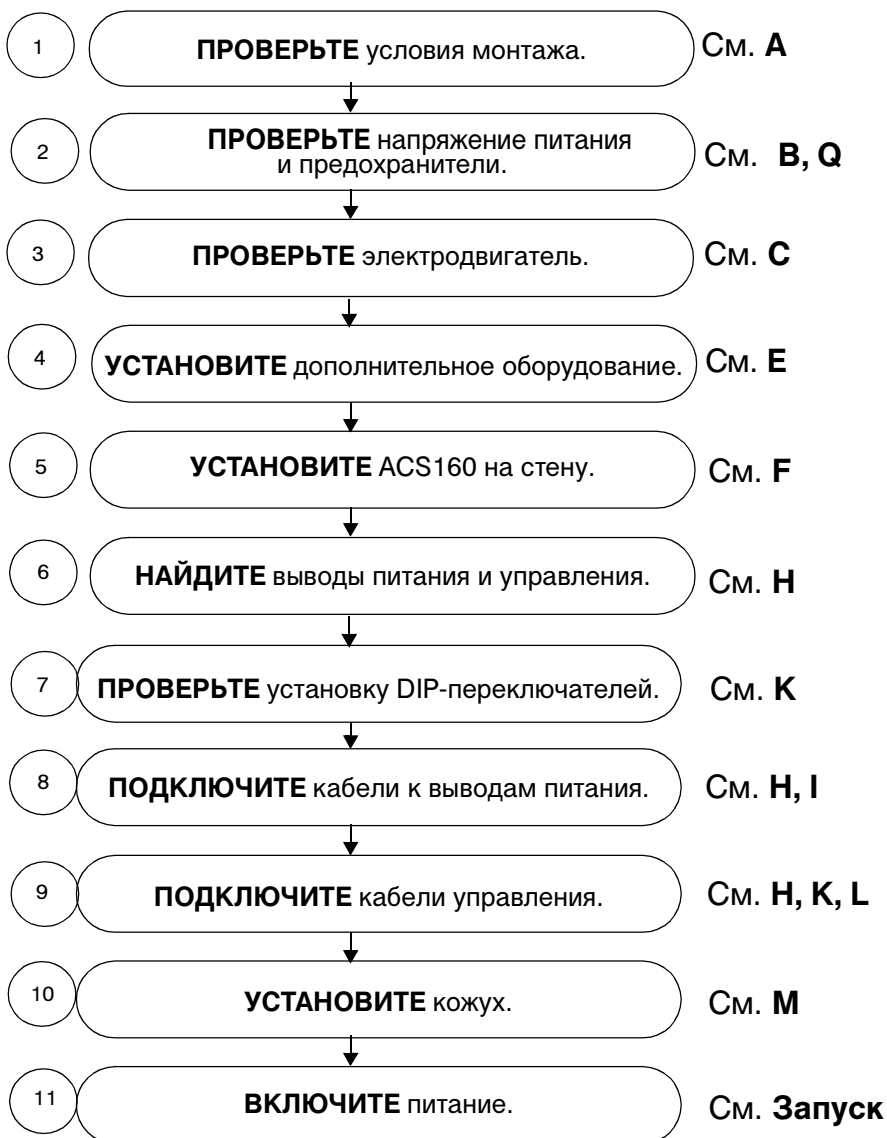 1 ПРОВЕРЬТЕ условия монтажа. См. A
2 ПРОВЕРЬТЕ напряжение питания
и предохранители. См. B, Q
3 ПРОВЕРЬТЕ электродвигатель. См. C
4 УСТАНОВИТЕ дополнительное оборудование. См. E
5 УСТАНОВИТЕ ACS160 на стену. См. F
6 НАЙДИТЕ выводы питания и управления. См. H
7 ПРОВЕРЬТЕ установку DIP-переключателей. См. K
8 ПОДКЛЮЧИТЕ кабели к выводам питания. См. H, I
9 ПОДКЛЮЧИТЕ кабели управления. См. H, K, L
10 УСТАНОВИТЕ кожух. См. M
11 ВКЛЮЧИТЕ питание. См. Запуск